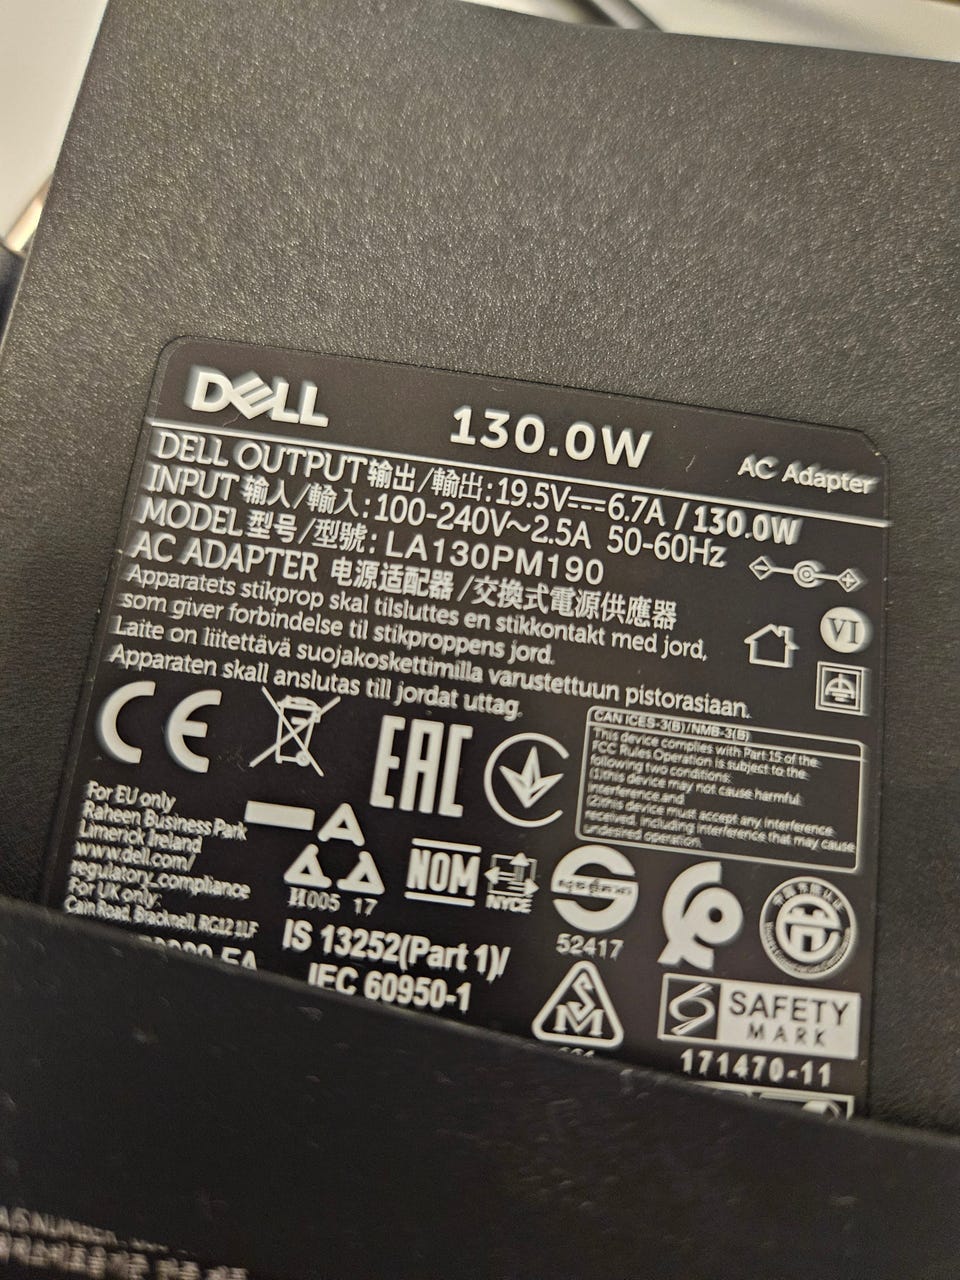 DELL
130.0W
AC Adapter
DELL OUTPUT 输出/輸出: 19.5V⎓6.7A / 130.0W
INPUT 输入/輸入: 100-240V~2.5A 50-60Hz
MODEL 型号/型號: LA130PM190
AC ADAPTER 电源适配器/交換式電源供應器
Apparatets stikprop skal tilsluttes en stikkontakt med jord,
som giver forbindelse til stikproppens jord.
Laite on liitettävä suojakoskettimilla varustettuun pistorasiaan.
Apparaten skall anslutas till jordat uttag.
VI
CE
EAC
CAN ICES-3(B)/NMB-3(B)
This device complies with Part 15 of the
FCC Rules Operation is subject to the
following two conditions:
(1)this device may not cause harmful
interference,and
(2)this device must accept any interference
received, including interference that may cause
undesired operation.
For EU only
Raheen Business Park
Limerick Ireland
www.dell.com/
regulatory_compliance
For UK only:
Cain Road, Bracknell, RG12 1LF
H005 17
NOM
NYCE
52417
IS 13252(Part 1)/
IEC 60950-1
SAFETY
MARK
171470-11